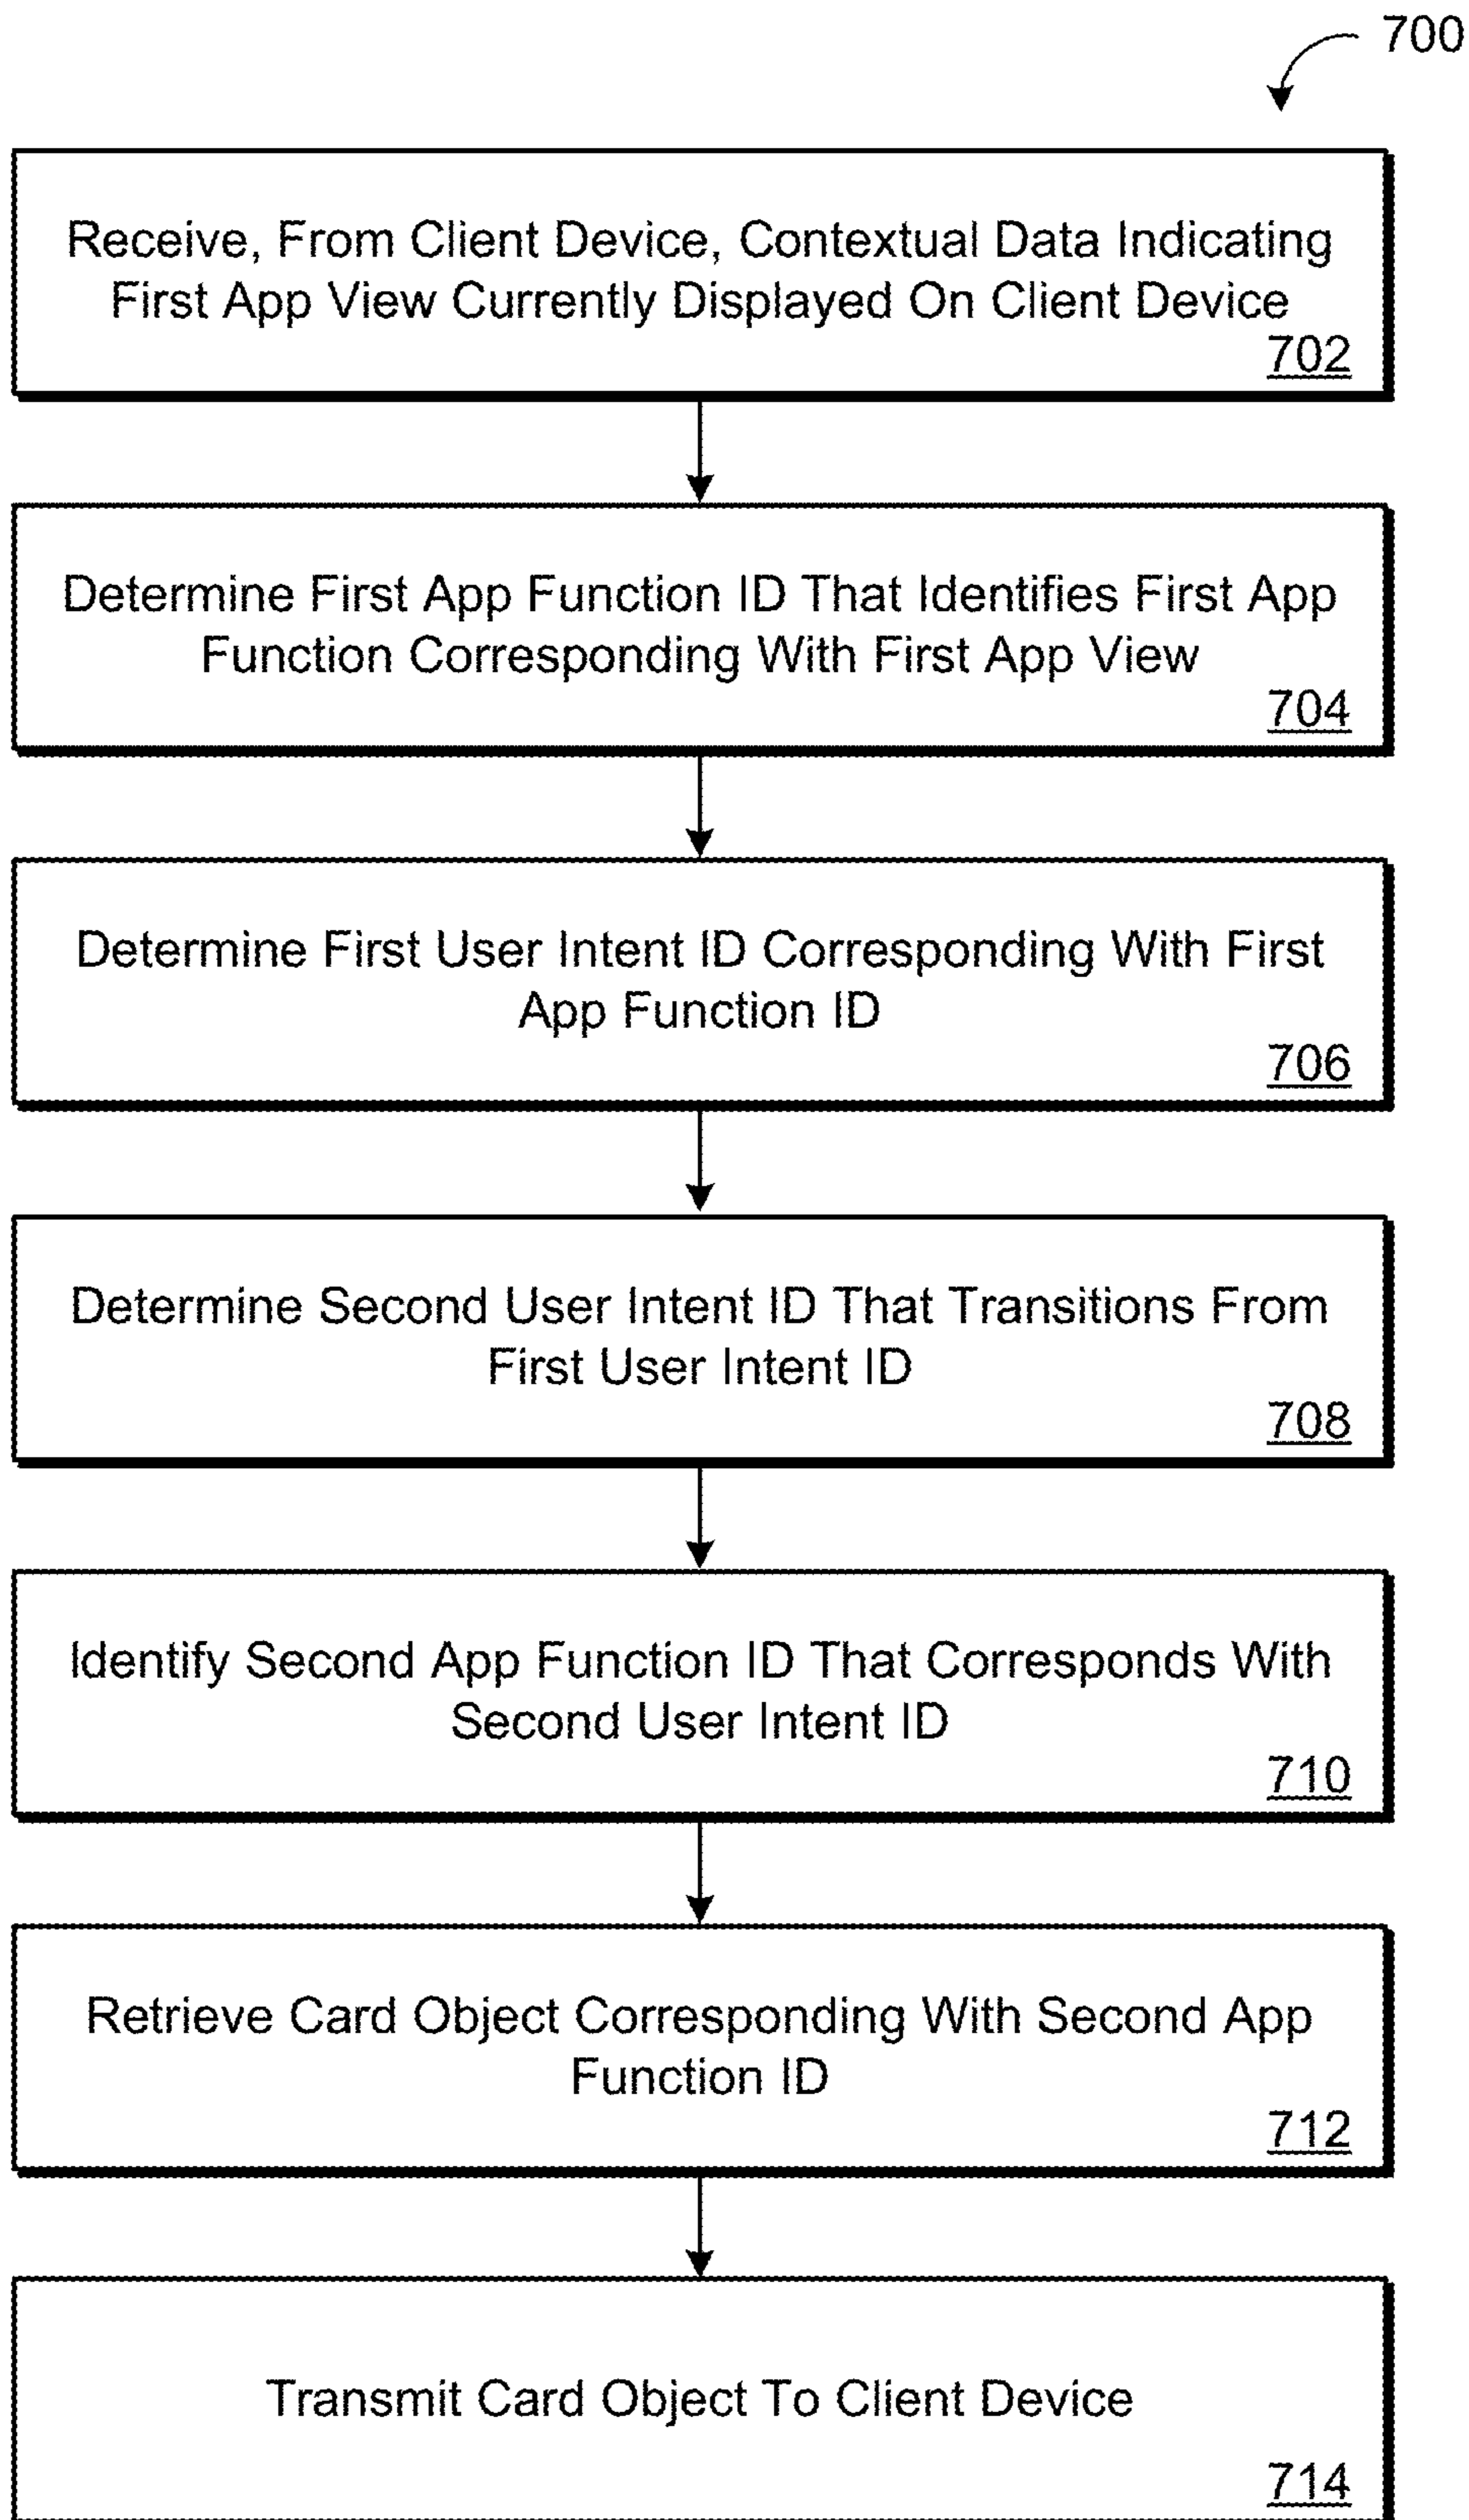 700
Receive, From Client Device, Contextual Data Indicating
First App View Currently Displayed On Client Device
702
Determine First App Function ID That Identifies First App
Function Corresponding With First App View
704
Determine First User Intent ID Corresponding With First
App Function ID
706
Determine Second User Intent ID That Transitions From
First User Intent ID
708
Identify Second App Function ID That Corresponds With
Second User Intent ID
710
Retrieve Card Object Corresponding With Second App
Function ID
712
Transmit Card Object To Client Device
714